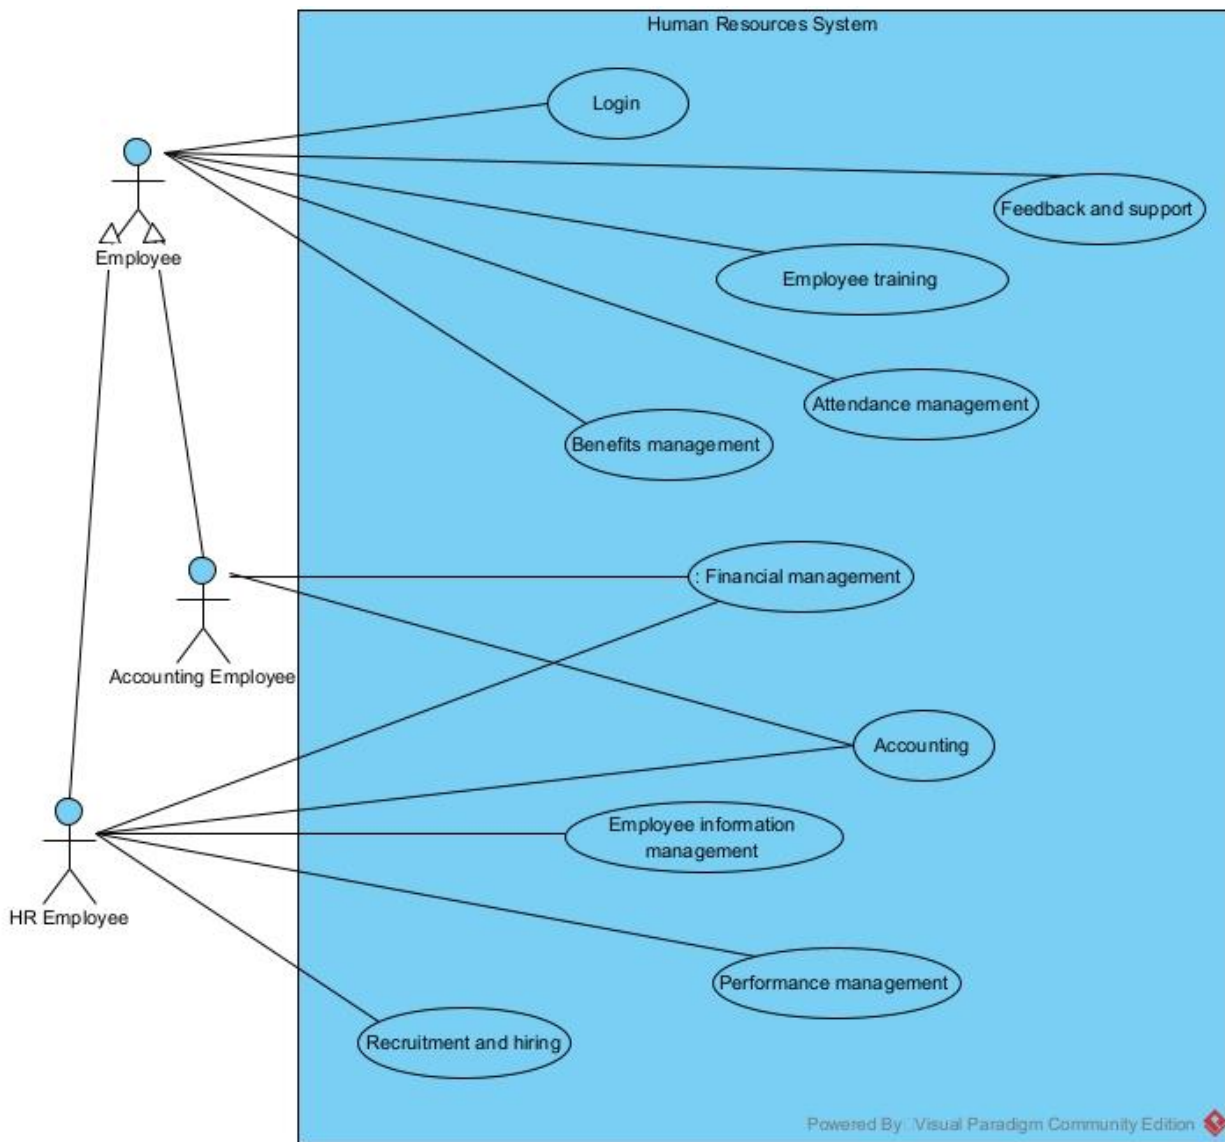 Human Resources System
Login
Feedback and support
Employee
Employee training
Attendance management
Benefits management
: Financial management
Accounting Employee
Accounting
Employee information
management
HR Employee
Performance management
Recruitment and hiring
Powered By: Visual Paradigm Community Edition